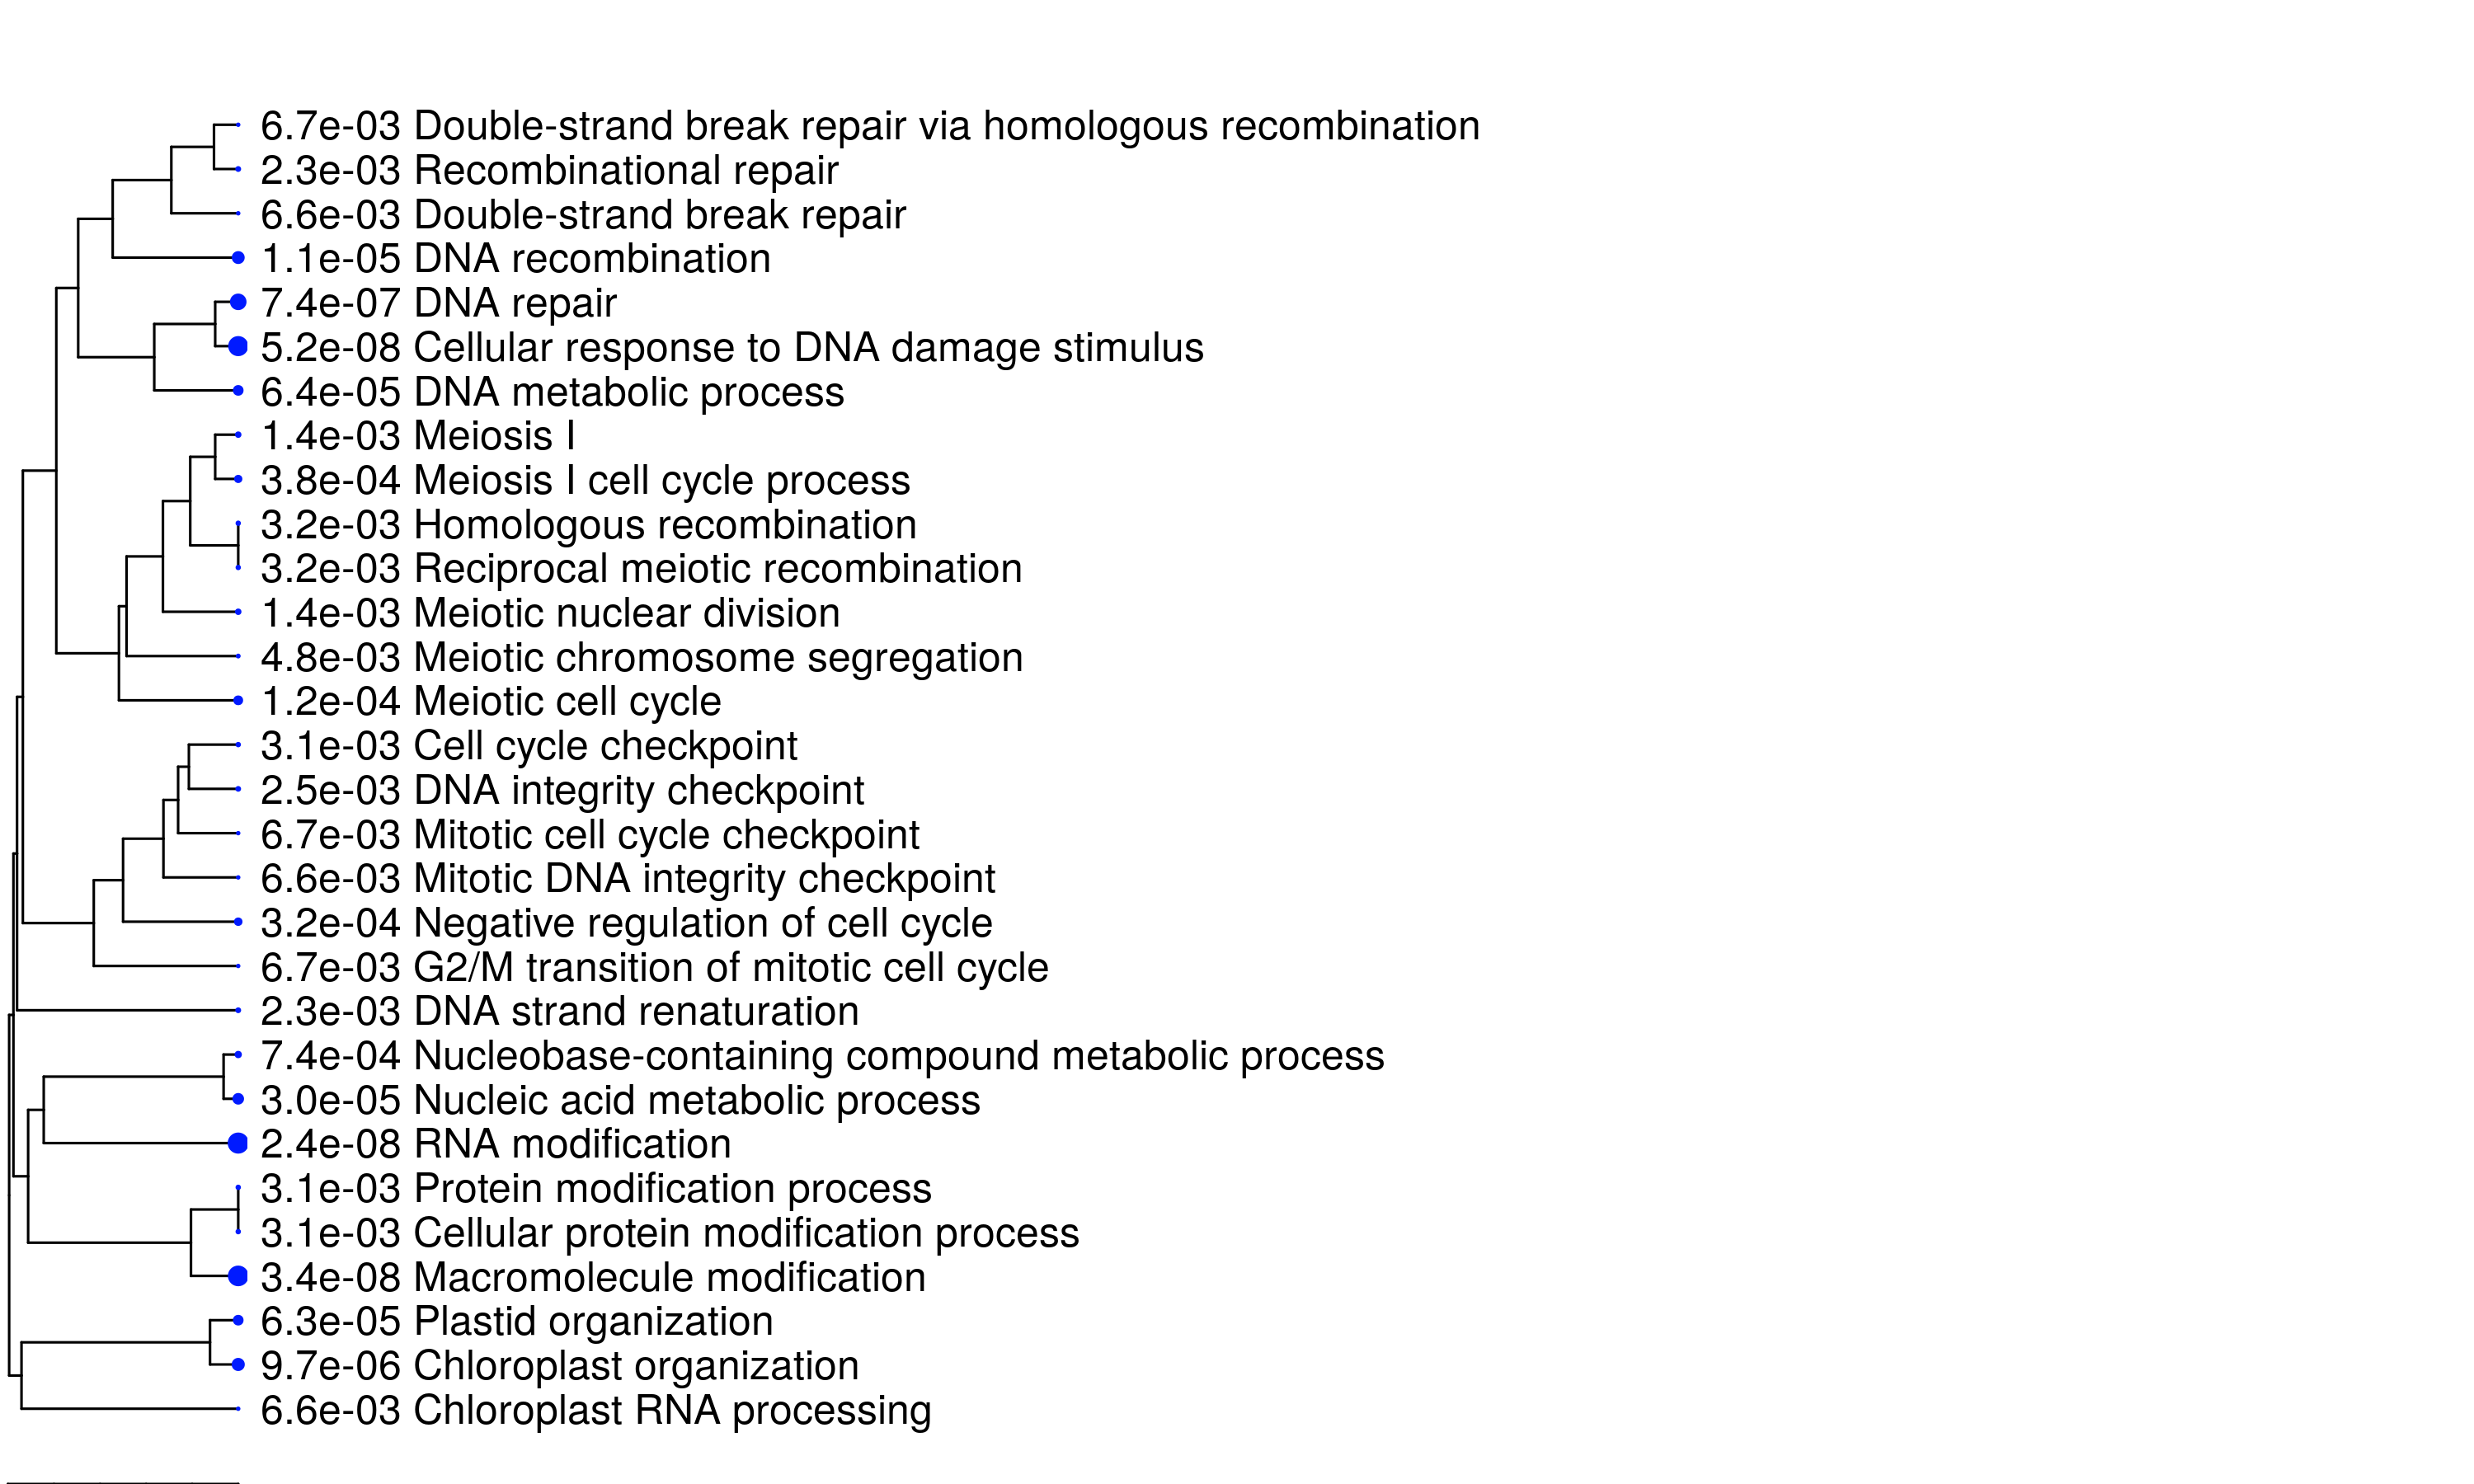 6.7e-03 Double-strand break repair via homologous recombination
2.3e-03 Recombinational repair
6.6e-03 Double-strand break repair
1.1e-05 DNA recombination
7.4e-07 DNA repair
5.2e-08 Cellular response to DNA damage stimulus
6.4e-05 DNA metabolic process
1.4e-03 Meiosis I
3.8e-04 Meiosis I cell cycle process
3.2e-03 Homologous recombination
3.2e-03 Reciprocal meiotic recombination
1.4e-03 Meiotic nuclear division
4.8e-03 Meiotic chromosome segregation
1.2e-04 Meiotic cell cycle
3.1e-03 Cell cycle checkpoint
2.5e-03 DNA integrity checkpoint
6.7e-03 Mitotic cell cycle checkpoint
6.6e-03 Mitotic DNA integrity checkpoint
3.2e-04 Negative regulation of cell cycle
6.7e-03 G2/M transition of mitotic cell cycle
2.3e-03 DNA strand renaturation
7.4e-04 Nucleobase-containing compound metabolic process
3.0e-05 Nucleic acid metabolic process
2.4e-08 RNA modification
3.1e-03 Protein modification process
3.1e-03 Cellular protein modification process
3.4e-08 Macromolecule modification
6.3e-05 Plastid organization
9.7e-06 Chloroplast organization
6.6e-03 Chloroplast RNA processing